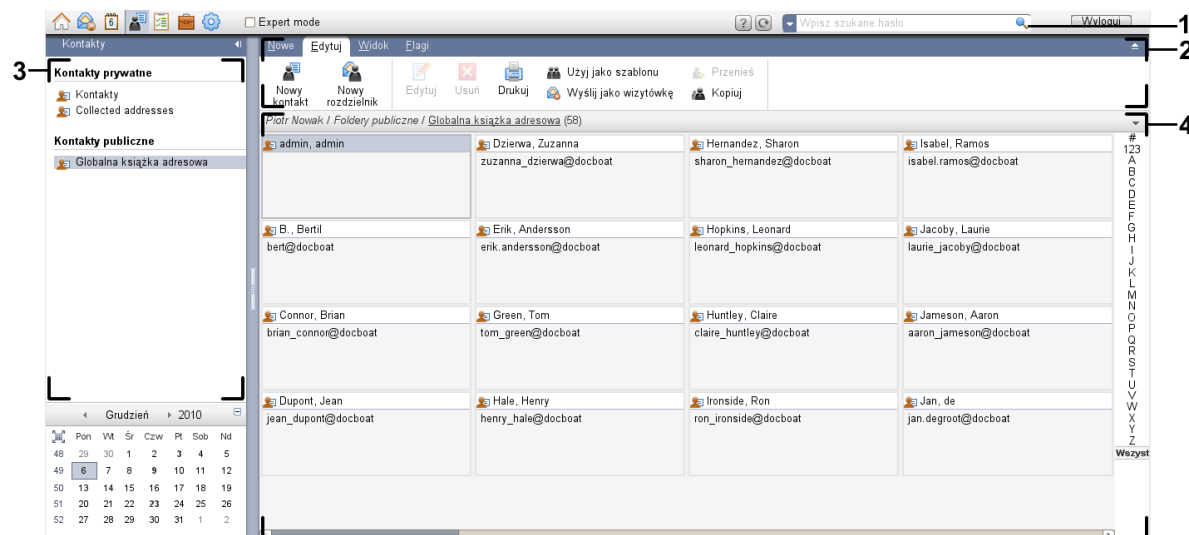 6 Expert mode ? Wpisz szukane hasło Wyloguj 1
Kontakty
Nowe Edytuj Widok Flagi 2
3
Kontakty prywatne
Kontakty
Collected addresses
Kontakty publiczne
Globalna książka adresowa
Nowy kontakt
Nowy rozdzielnik
Edytuj
Usuń
Drukuj
Użyj jako szablonu
Wyślij jako wizytówkę
Przenieś
Kopiuj
Piotr Nowak / Foldery publiczne / Globalna książka adresowa (58) 4
admin, admin
Dzierwa, Zuzanna
zuzanna_dzierwa@docboat
Hernandez, Sharon
sharon_hernandez@docboat
Isabel, Ramos
isabel.ramos@docboat
B., Bertil
bert@docboat
Erik, Andersson
erik.andersson@docboat
Hopkins, Leonard
leonard_hopkins@docboat
Jacoby, Laurie
laurie_jacoby@docboat
Connor, Brian
brian_connor@docboat
Green, Tom
tom_green@docboat
Huntley, Claire
claire_huntley@docboat
Jameson, Aaron
aaron_jameson@docboat
Dupont, Jean
jean_dupont@docboat
Hale, Henry
henry_hale@docboat
Ironside, Ron
ron_ironside@docboat
Jan, de
jan.degroot@docboat
#
123
A
B
C
D
E
F
G
H
I
J
K
L
M
N
O
P
Q
R
S
T
U
V
W
X
Y
Z
Wszyst
Grudzień 2010
Pon Wt Śr Czw Pt Sob Nd
48 29 30 1 2 3 4 5
49 6 7 8 9 10 11 12
50 13 14 15 16 17 18 19
51 20 21 22 23 24 25 26
52 27 28 29 30 31 1 2